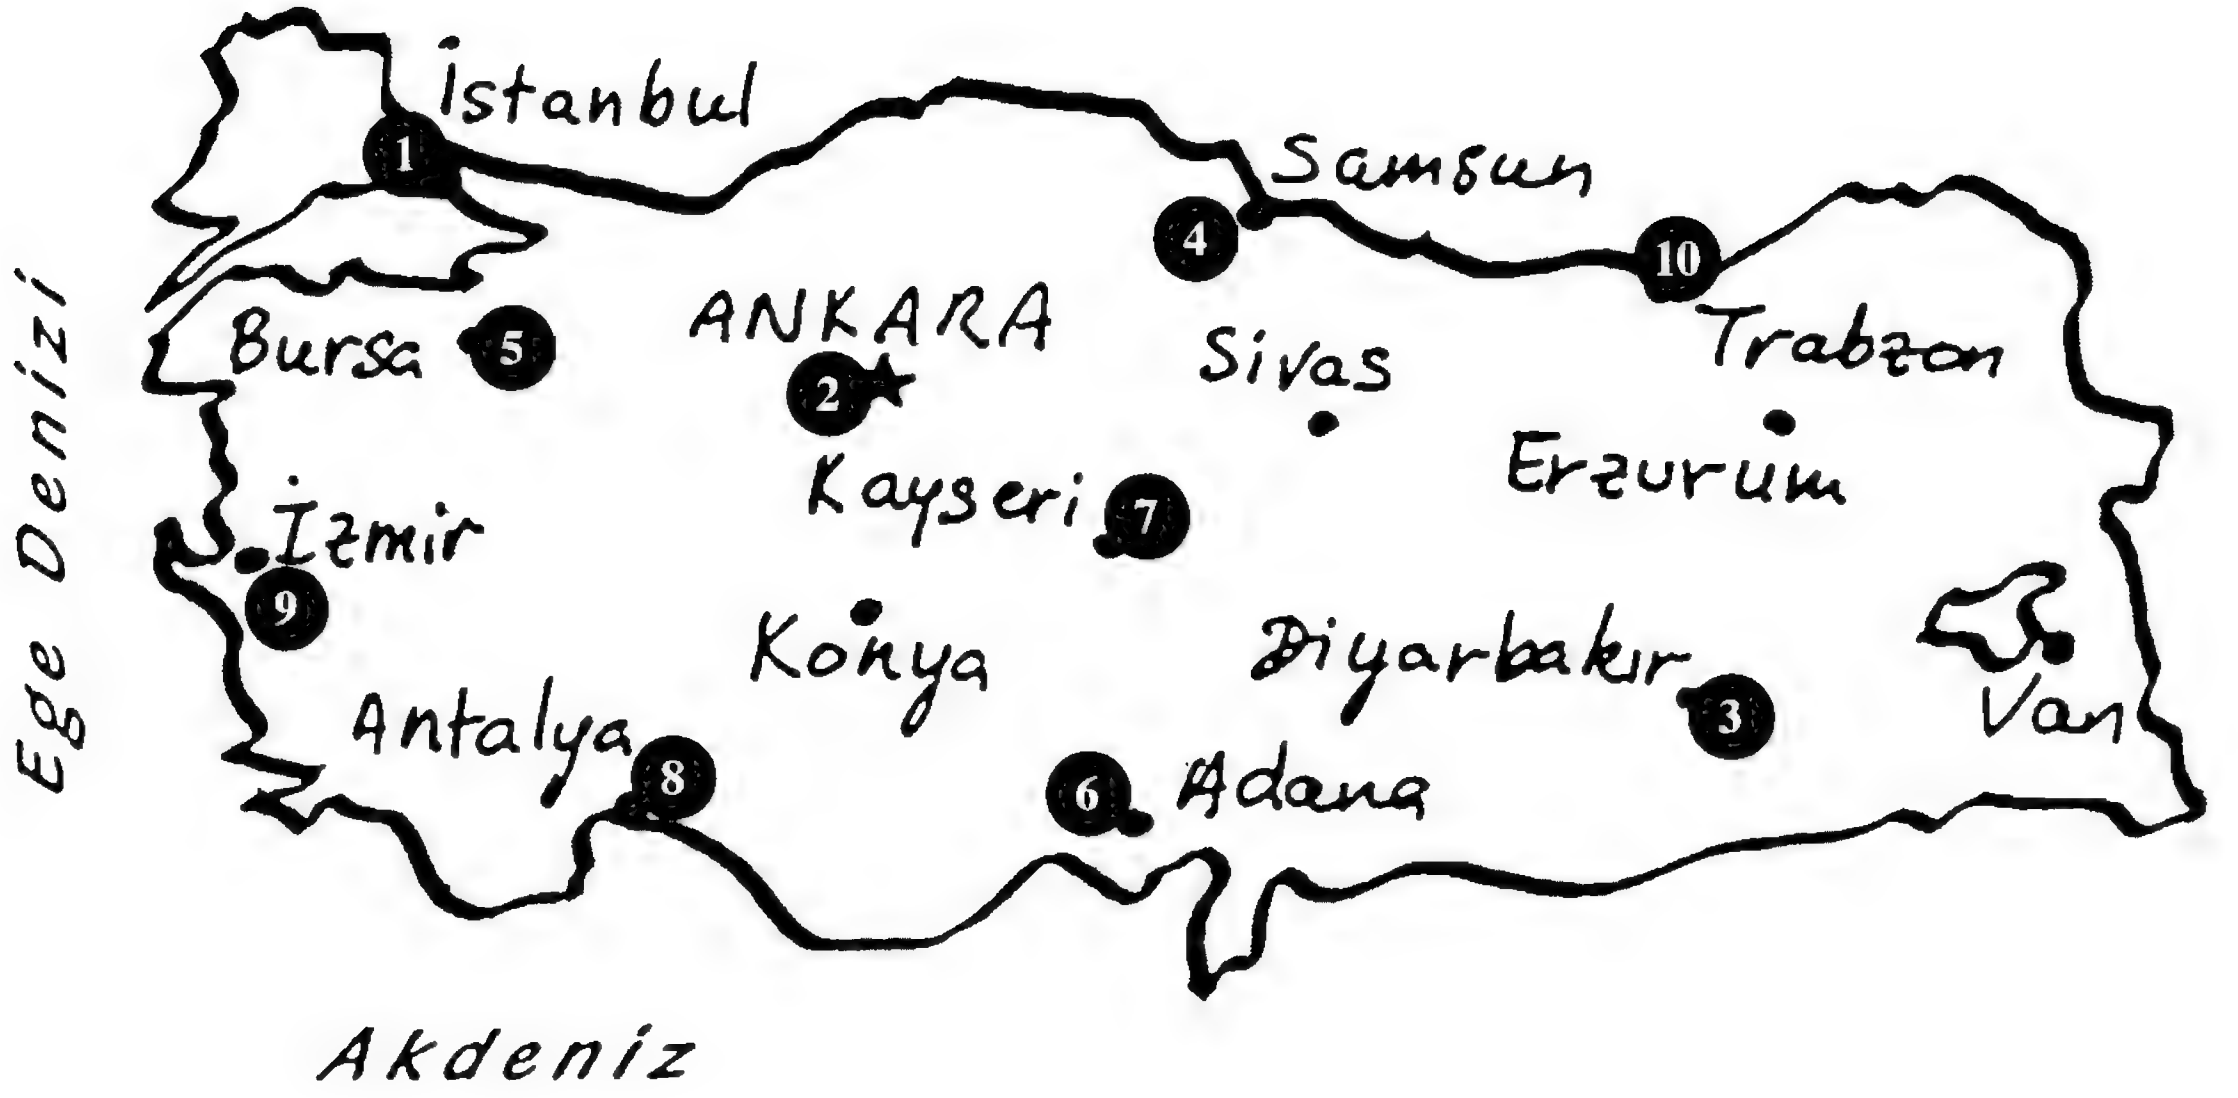 İstanbul
1
Samsun
4
10
Trabzon
Bursa
5
ANKARA
2
Sivas
Erzurum
Kayseri
7
İzmir
9
Konya
Diyarbakır
3
Van
Antalya
8
6
Adana
Ege Denizi
Akdeniz